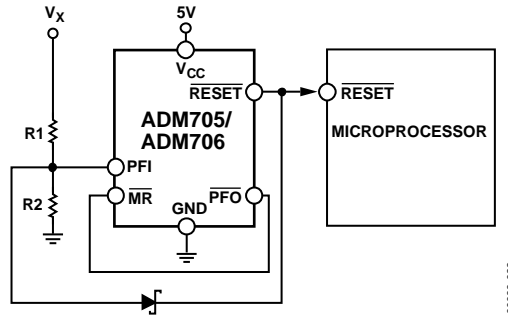 VX
5V
VCC
RESET
RESET
ADM705/
ADM706
MICROPROCESSOR
R1
PFI
R2
MR
PFO
GND